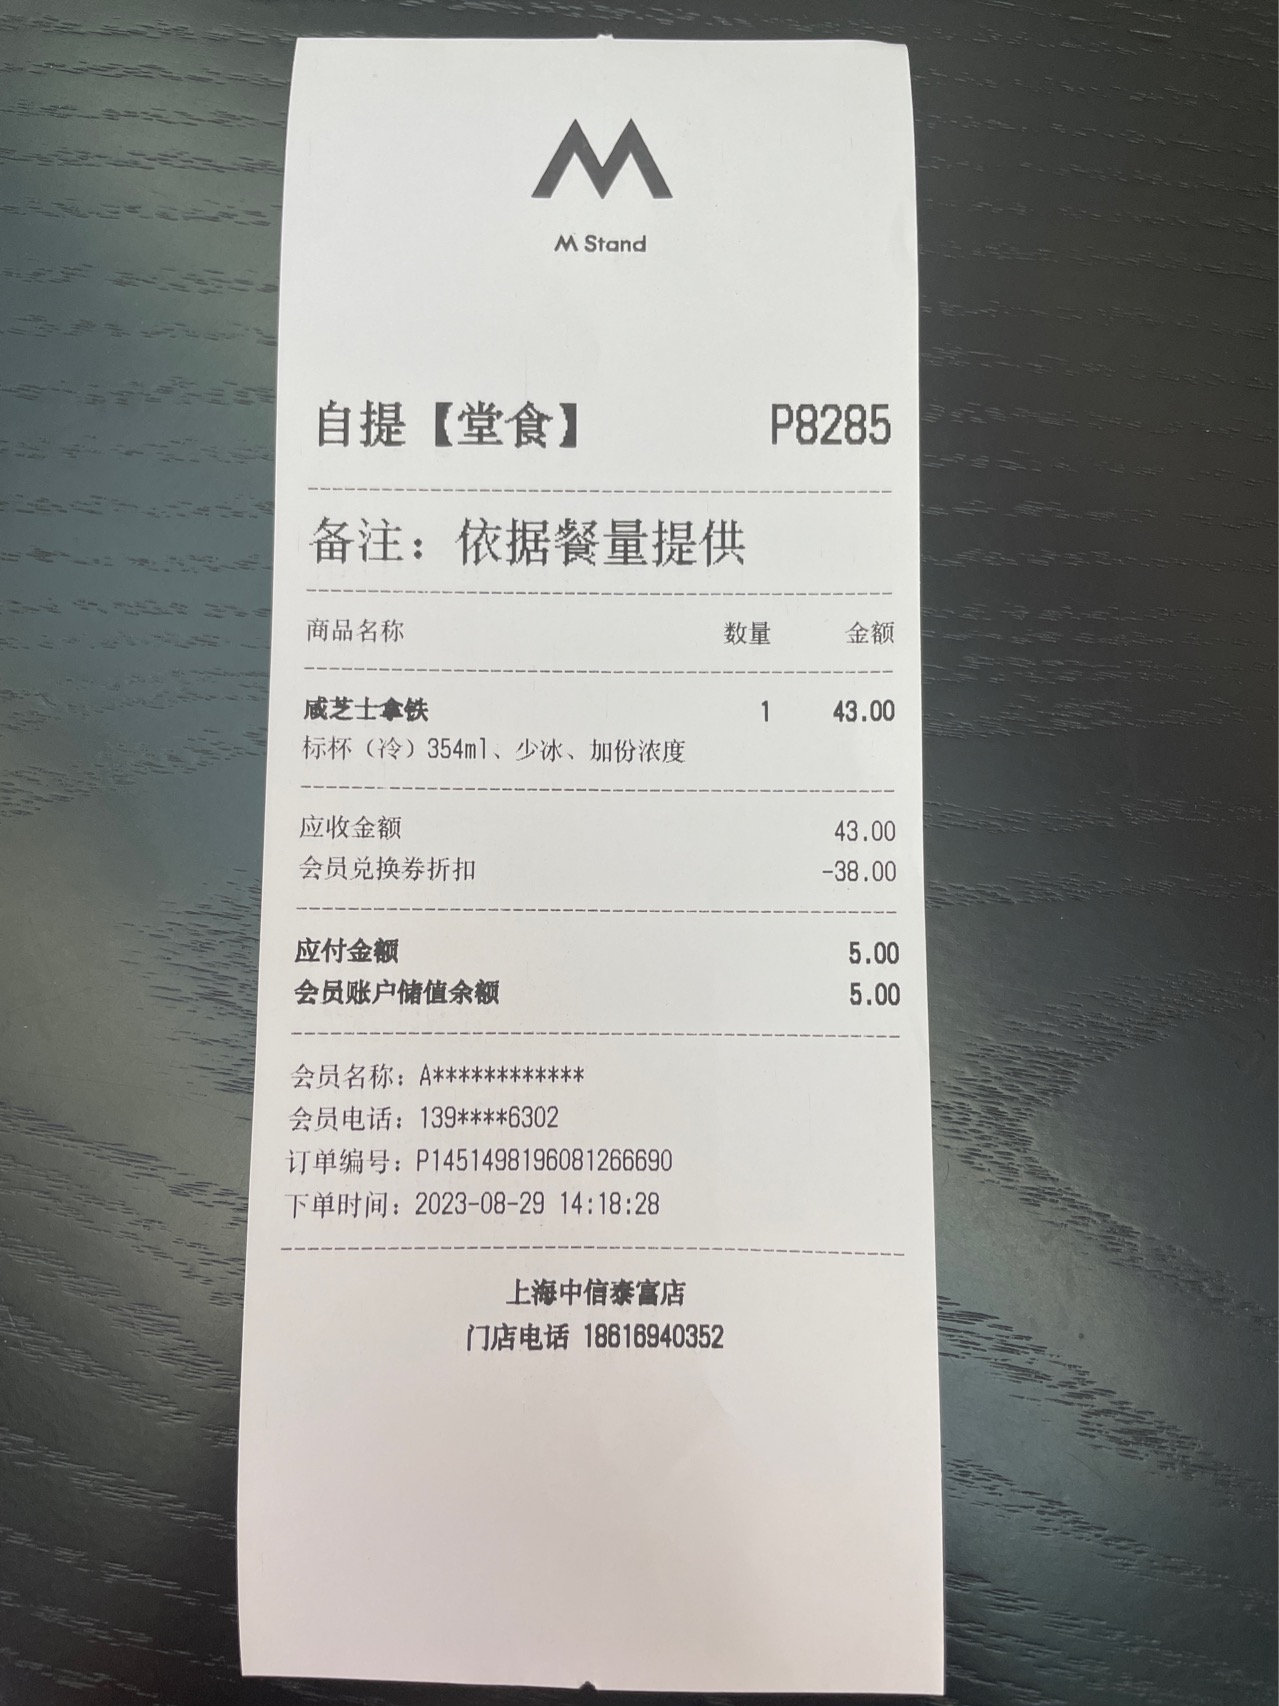 M
M Stand
自提【堂食】 P8285
备注：依据餐量提供
商品名称 数量 金额
咸芝士拿铁 1 43.00
标杯（冷）354ml、少冰、加份浓度
应收金额 43.00
会员兑换券折扣 -38.00
应付金额 5.00
会员账户储值余额 5.00
会员名称：A************
会员电话：139****6302
订单编号：P1451498196081266690
下单时间：2023-08-29 14:18:28
上海中信泰富店
门店电话 18616940352